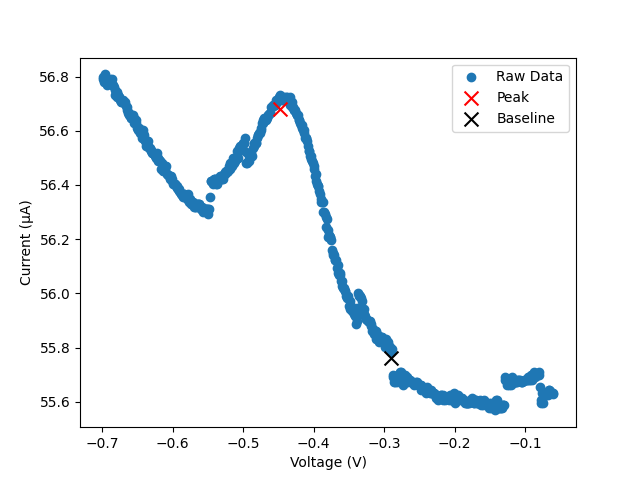 Raw Data
Peak
Baseline
56.8
56.6
56.4
56.2
56.0
55.8
55.6
Current (μA)
−0.7
−0.6
−0.5
−0.4
−0.3
−0.2
−0.1
Voltage (V)